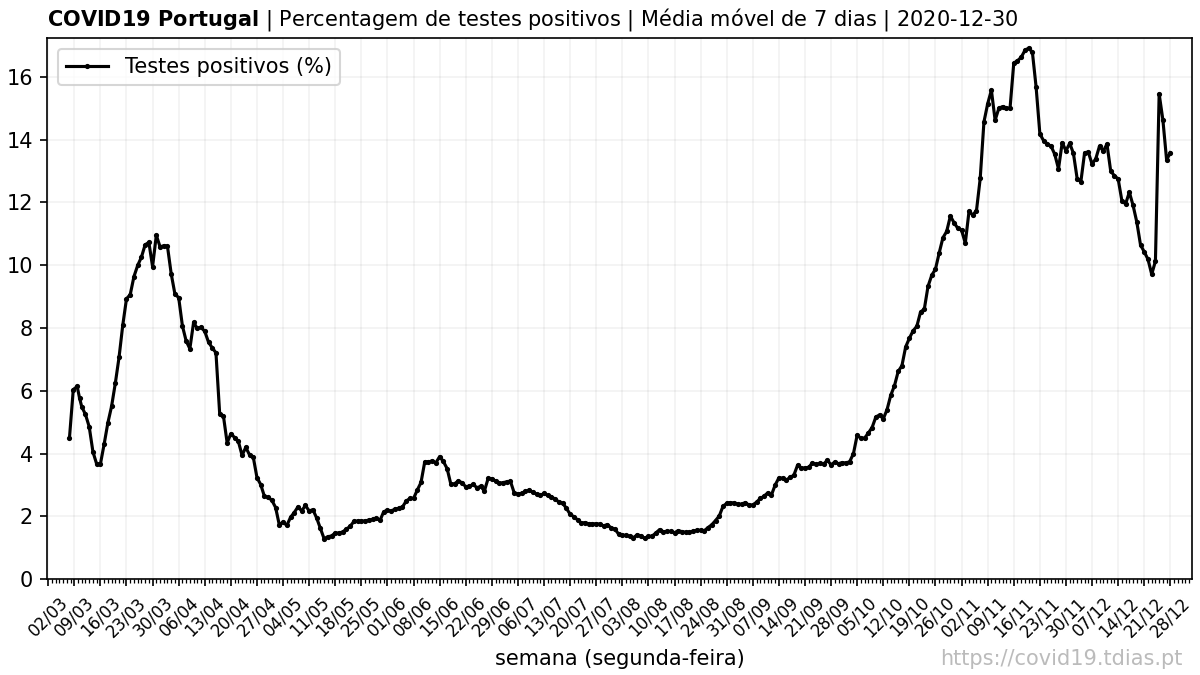 COVID19 Portugal | Percentagem de testes positivos | Média móvel de 7 dias | 2020-12-30
Testes positivos (%)
16
14
12
10
8
6
4
2
0
02/03 09/03 16/03 23/03 30/03 6/04 13/04 20/04 27/04 04/05 11/05 18/05 25/05 01/06 08/06 15/06 22/06 29/06 06/07 13/07 20/07 27/07 03/08 10/08 17/08 24/08 31/08 07/09 14/09 21/09 28/09 05/10 12/10 19/10 26/10 02/11 09/11 16/11 23/11 30/11 07/12 14/12 21/12 28/12
semana (segunda-feira)
https://covid19.tdias.pt